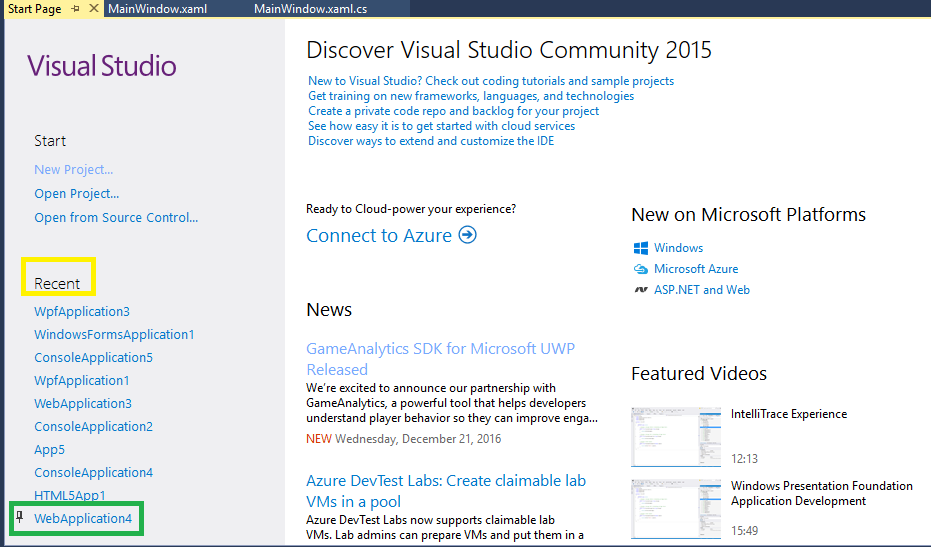 Start Page
MainWindow.xaml
MainWindow.xaml.cs
Visual Studio
Start
New Project...
Open Project...
Open from Source Control...
Recent
WpfApplication3
WindowsFormsApplication1
ConsoleApplication5
WpfApplication1
WebApplication3
ConsoleApplication2
App5
ConsoleApplication4
HTML5App1
WebApplication4
Discover Visual Studio Community 2015
New to Visual Studio? Check out coding tutorials and sample projects
Get training on new frameworks, languages, and technologies
Create a private code repo and backlog for your project
See how easy it is to get started with cloud services
Discover ways to extend and customize the IDE
Ready to Cloud-power your experience?
Connect to Azure
News
GameAnalytics SDK for Microsoft UWP
Released
We're excited to announce our partnership with
GameAnalytics, a powerful tool that helps developers
understand player behavior so they can improve enga...
NEW Wednesday, December 21, 2016
Azure DevTest Labs: Create claimable lab
VMs in a pool
Azure DevTest Labs now supports claimable lab
VMs. Lab admins can prepare VMs and put them in a
New on Microsoft Platforms
Windows
Microsoft Azure
ASP.NET and Web
Featured Videos
IntelliTrace Experience
12:13
Windows Presentation Foundation
Application Development
15:49